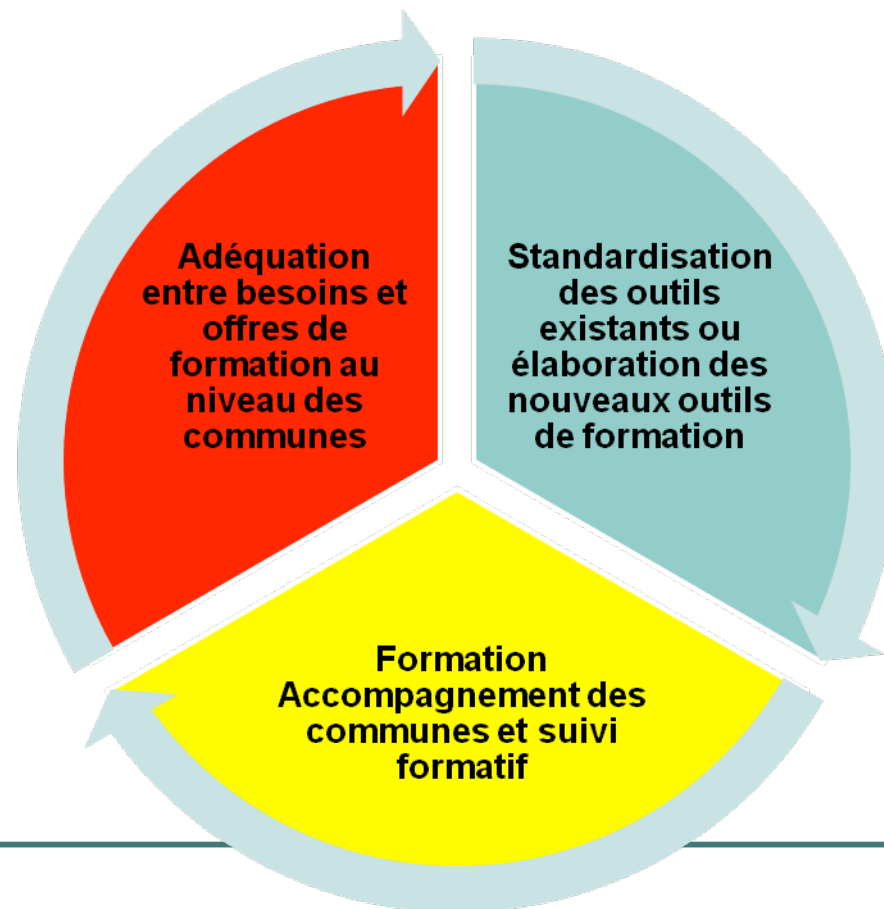 Adéquation
entre besoins et
offres de
formation au
niveau des
communes
Standardisation
des outils
existants ou
élaboration des
nouveaux outils
de formation
Formation
Accompagnement des
communes et suivi
formatif